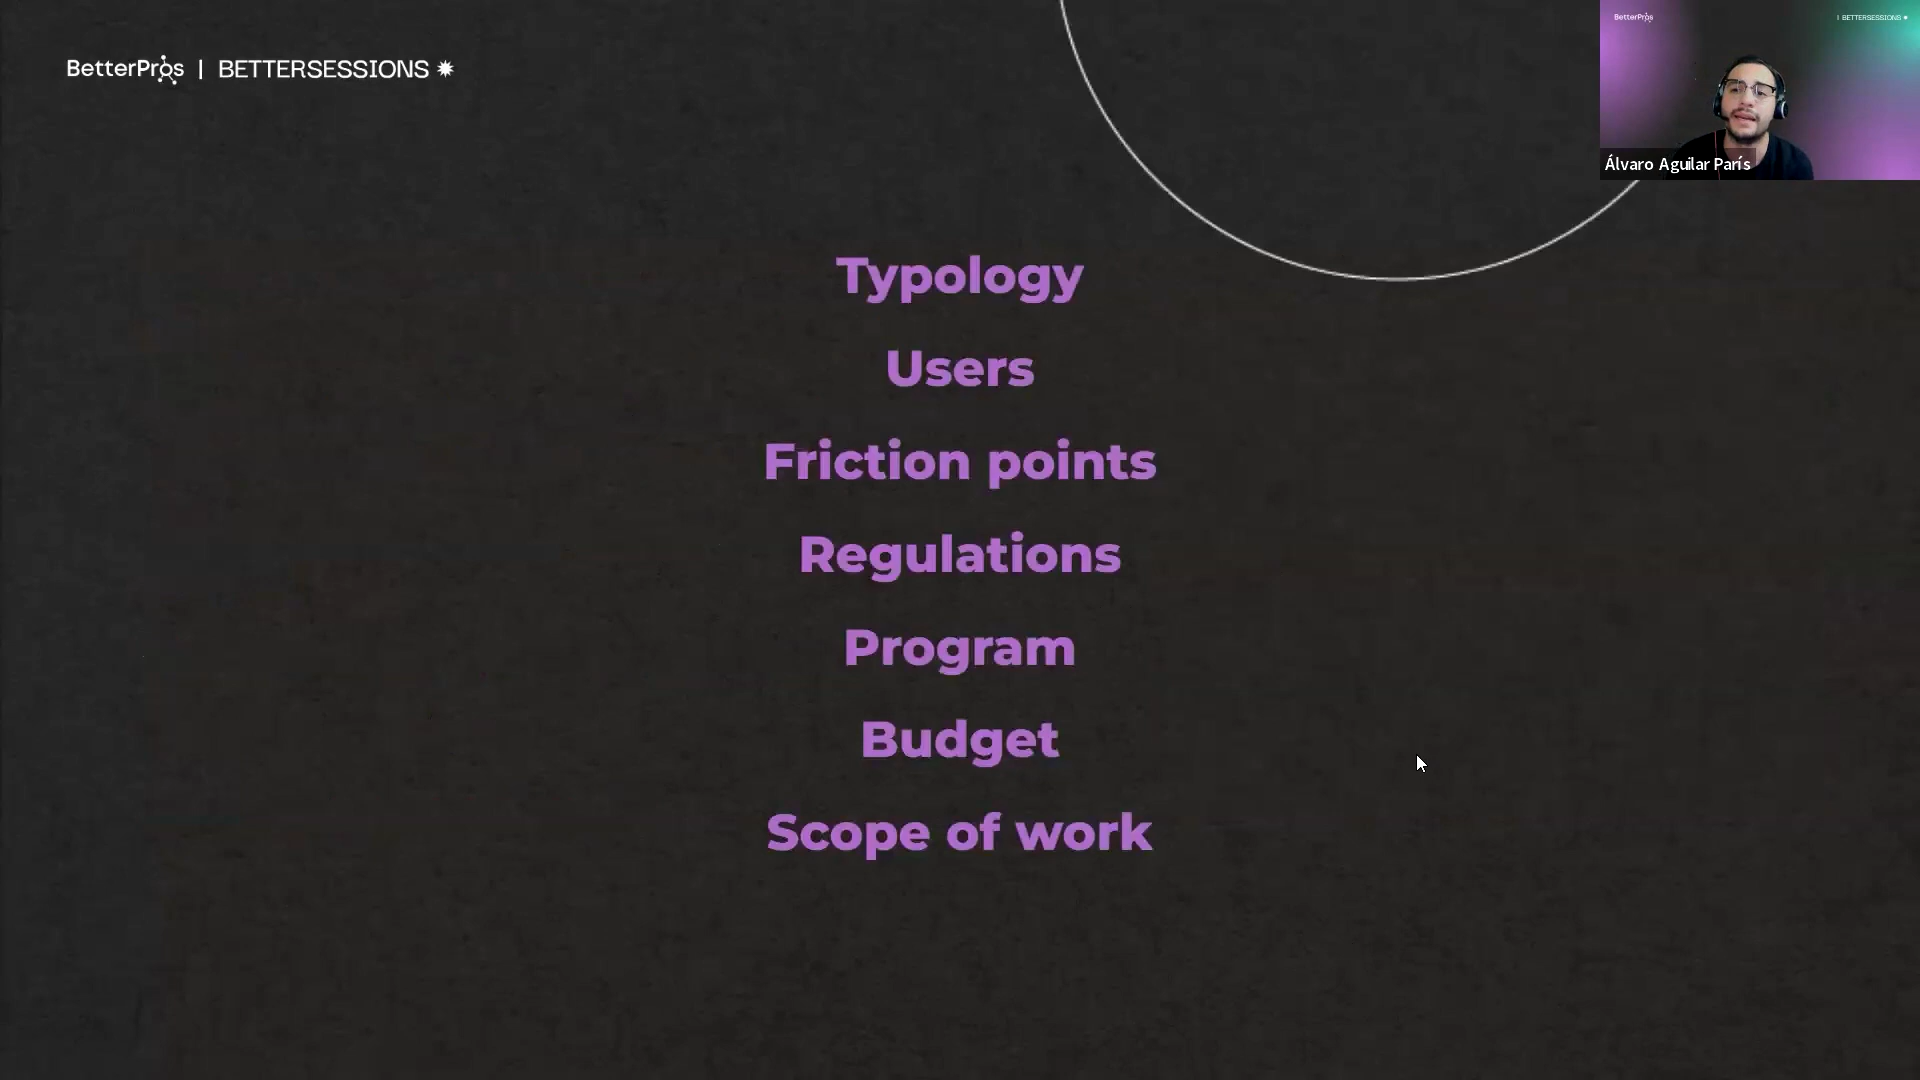 BetterPros | BETTERSESSIONS
BetterPros
| BETTERSESSIONS
Álvaro Aguilar París
Typology
Users
Friction points
Regulations
Program
Budget
Scope of work